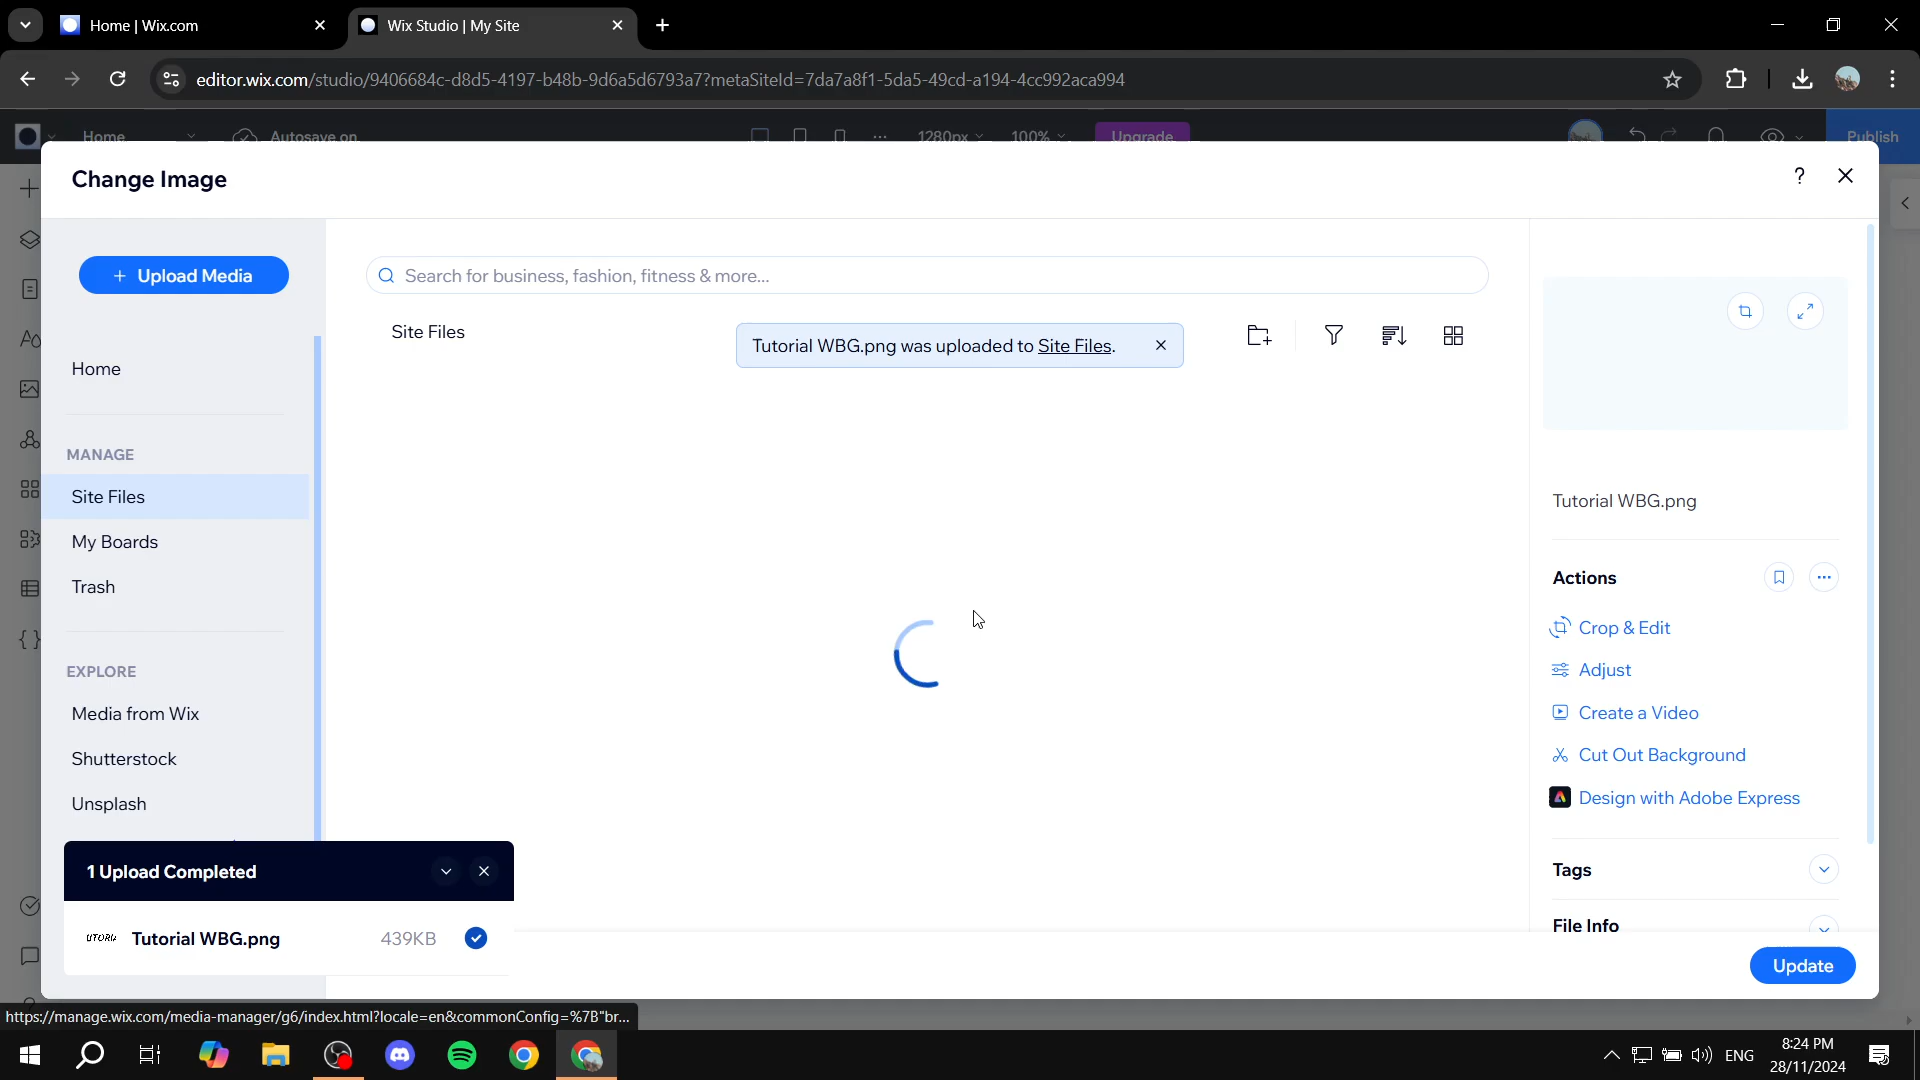 Home | Wix.com
Wix Studio | My Site
editor.wix.com/studio/9406684c-d8d5-4197-b48b-9d6a5d6793a7?metaSiteId=7da7a8f1-5da5-49cd-a194-4cc992aca994
Home
Autosave on
1280px
100%
Upgrade
Publish
Change Image
?
+ Upload Media
Search for business, fashion, fitness & more...
Site Files
Tutorial WBG.png was uploaded to Site Files.
Home
MANAGE
Site Files
My Boards
Trash
EXPLORE
Media from Wix
Shutterstock
Unsplash
Tutorial WBG.png
Actions
Crop & Edit
Adjust
Create a Video
Cut Out Background
Design with Adobe Express
Tags
File Info
Update
1 Upload Completed
Tutorial WBG.png
439KB
https://manage.wix.com/media-manager/g6/index.html?locale=en&commonConfig=%7B"br...
ENG
8:24 PM
28/11/2024